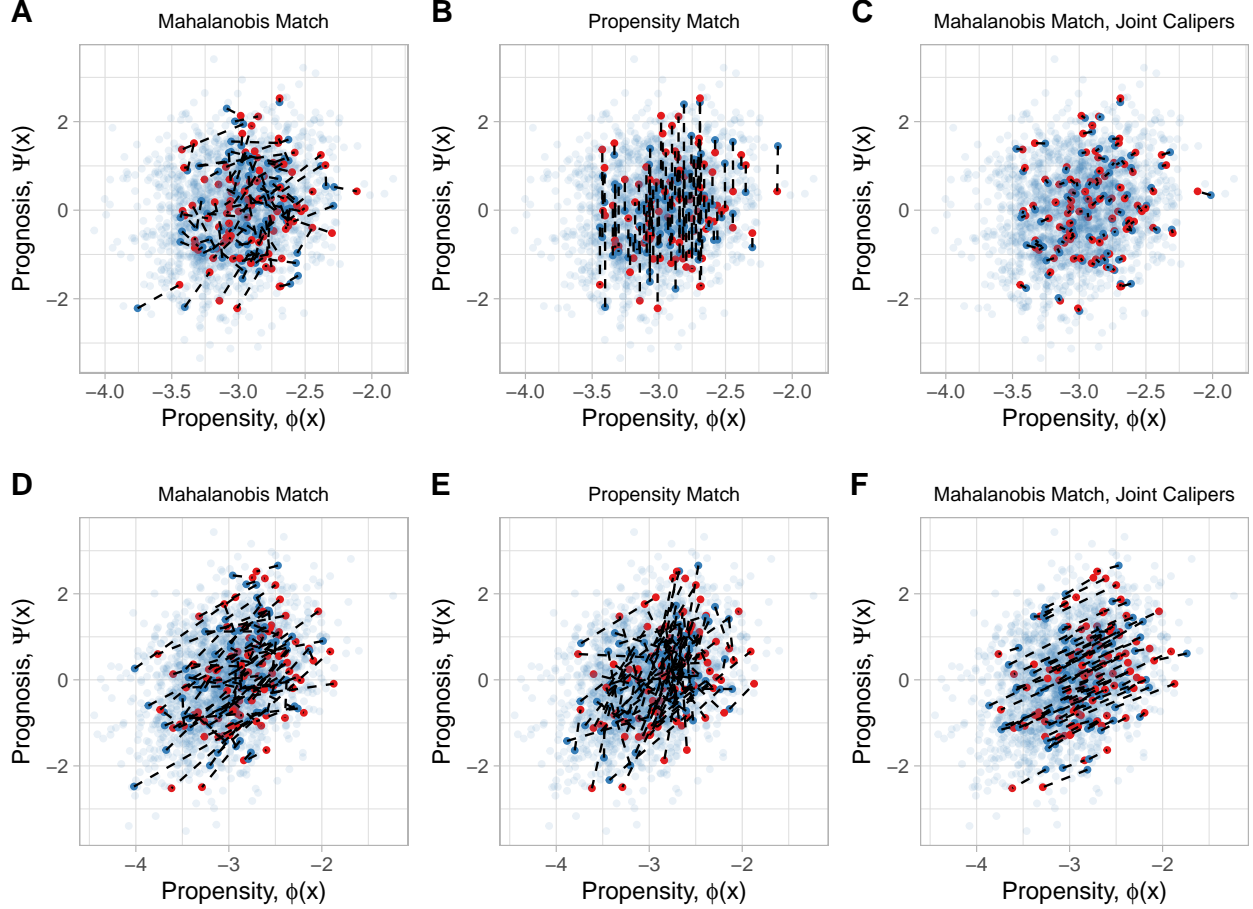 A
Mahalanobis Match
B
Propensity Match
C
Mahalanobis Match, Joint Calipers
Prognosis, Ψ(x)
2
0
−2
−4.0 −3.5 −3.0 −2.5 −2.0
Propensity, ϕ(x)
Prognosis, Ψ(x)
2
0
−2
−4.0 −3.5 −3.0 −2.5 −2.0
Propensity, ϕ(x)
Prognosis, Ψ(x)
2
0
−2
−4.0 −3.5 −3.0 −2.5 −2.0
Propensity, ϕ(x)
D
Mahalanobis Match
E
Propensity Match
F
Mahalanobis Match, Joint Calipers
Prognosis, Ψ(x)
2
0
−2
−4 −3 −2
Propensity, ϕ(x)
Prognosis, Ψ(x)
2
0
−2
−4 −3 −2
Propensity, ϕ(x)
Prognosis, Ψ(x)
2
0
−2
−4 −3 −2
Propensity, ϕ(x)